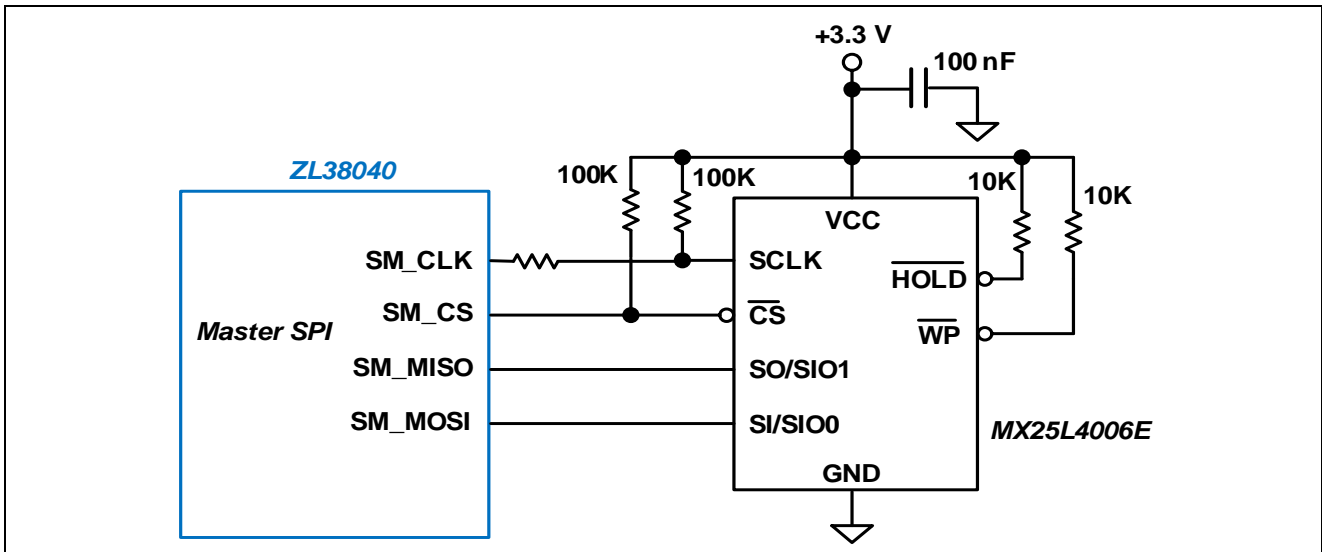 +3.3 V
100 nF
ZL38040
100K
100K
10K
10K
VCC
SM_CLK
SCLK
HOLD
SM_CS
CS
Master SPI
WP
SM_MISO
SO/SIO1
SM_MOSI
SI/SIO0
MX25L4006E
GND